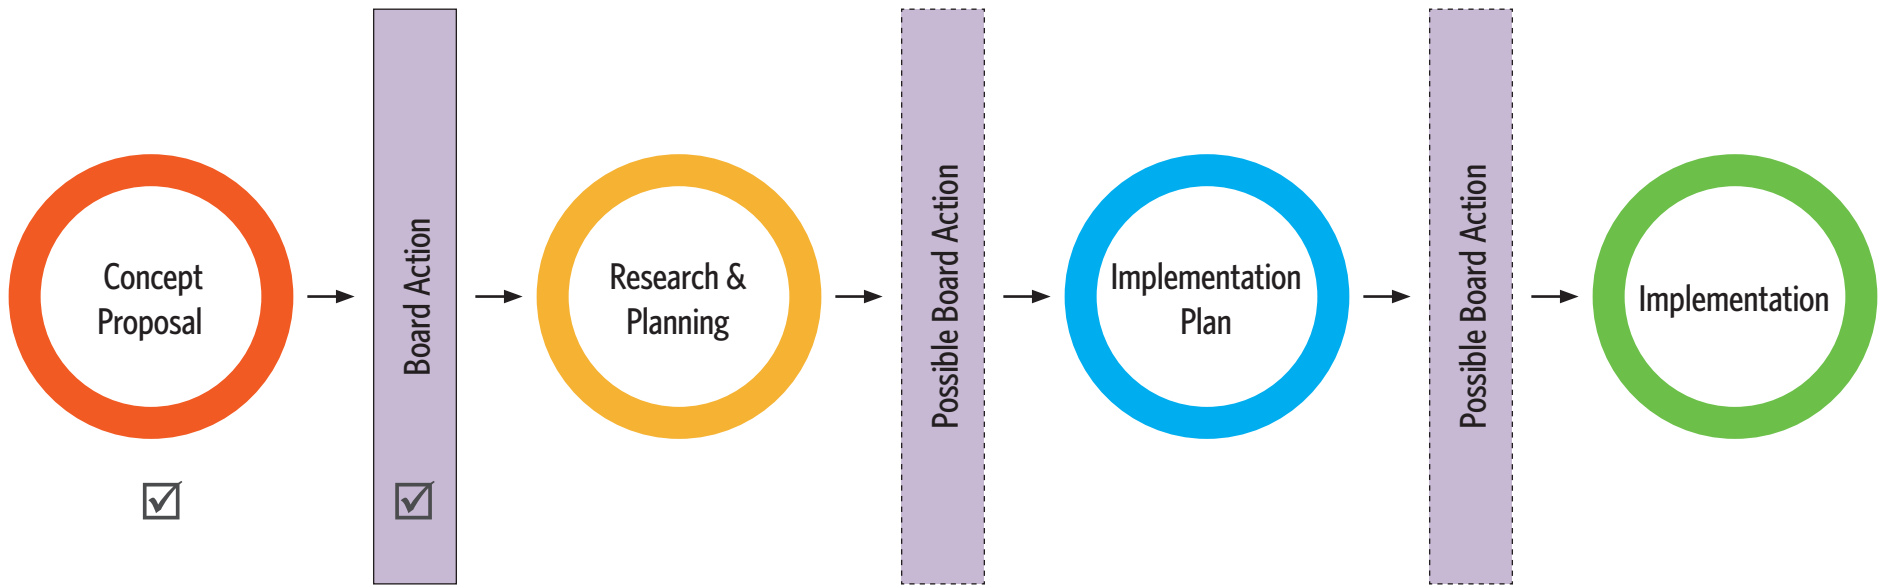 Concept
Proposal
Board Action
Research &
Planning
Possible Board Action
Implementation
Plan
Possible Board Action
Implementation